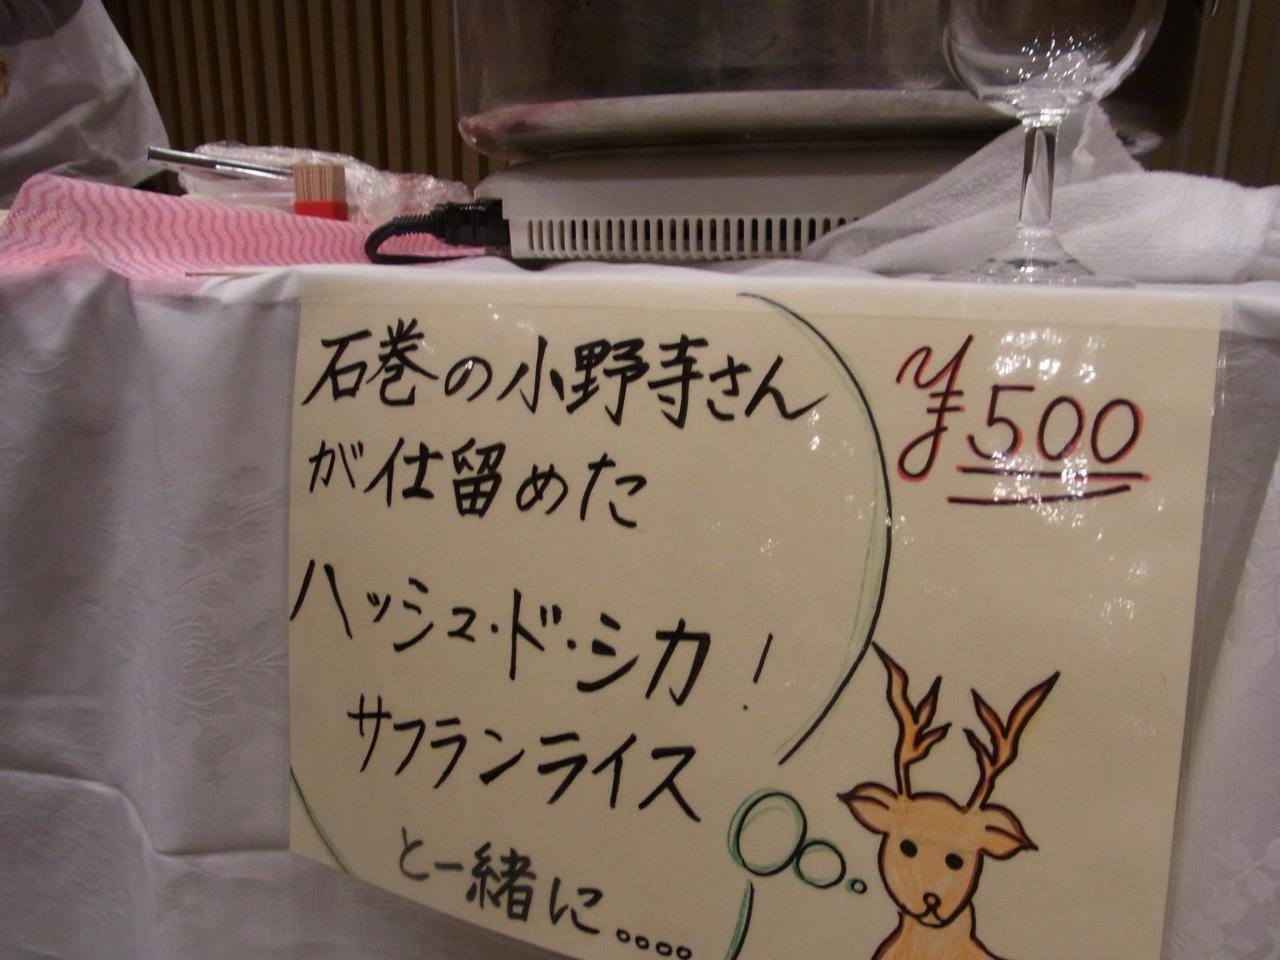 石巻の小野寺さん
が仕留めた
ハッシュ・ド・シカ!
サフランライス
と一緒に....
¥500